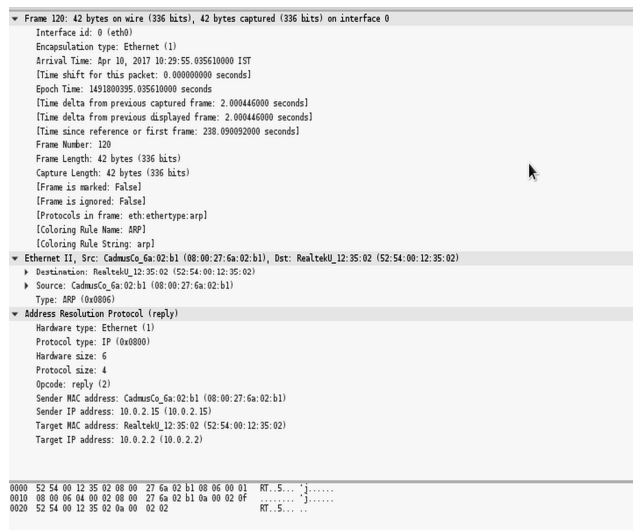 Frame 120: 42 bytes on wire (336 bits), 42 bytes captured (336 bits) on interface 0
Interface id: 0 (eth0)
Encapsulation type: Ethernet (1)
Arrival Time: Apr 10, 2017 10:29:55.035610000 IST
[Time shift for this packet: 0.000000000 seconds]
Epoch Time: 1491800395.035610000 seconds
[Time delta from previous captured frame: 2.000446000 seconds]
[Time delta from previous displayed frame: 2.000446000 seconds]
[Time since reference or first frame: 238.090092000 seconds]
Frame Number: 120
Frame Length: 42 bytes (336 bits)
Capture Length: 42 bytes (336 bits)
[Frame is marked: False]
[Frame is ignored: False]
[Protocols in frame: eth:ethertype:arp]
[Coloring Rule Name: ARP]
[Coloring Rule String: arp]
Ethernet II, Src: CadmusCo_6a:02:b1 (08:00:27:6a:02:b1), Dst: RealtekU_12:35:02 (52:54:00:12:35:02)
Destination: RealtekU_12:35:02 (52:54:00:12:35:02)
Source: CadmusCo_6a:02:b1 (08:00:27:6a:02:b1)
Type: ARP (0x0806)
Address Resolution Protocol (reply)
Hardware type: Ethernet (1)
Protocol type: IP (0x0800)
Hardware size: 6
Protocol size: 4
Opcode: reply (2)
Sender MAC address: CadmusCo_6a:02:b1 (08:00:27:6a:02:b1)
Sender IP address: 10.0.2.15 (10.0.2.15)
Target MAC address: RealtekU_12:35:02 (52:54:00:12:35:02)
Target IP address: 10.0.2.2 (10.0.2.2)
0000 52 54 00 12 35 02 08 00 27 6a 02 b1 08 06 00 01 RT..5... 'j......
0010 08 00 06 04 00 02 08 00 27 6a 02 b1 0a 00 02 0f ........ 'j......
0020 52 54 00 12 35 02 0a 00 02 02 RT..5... ..